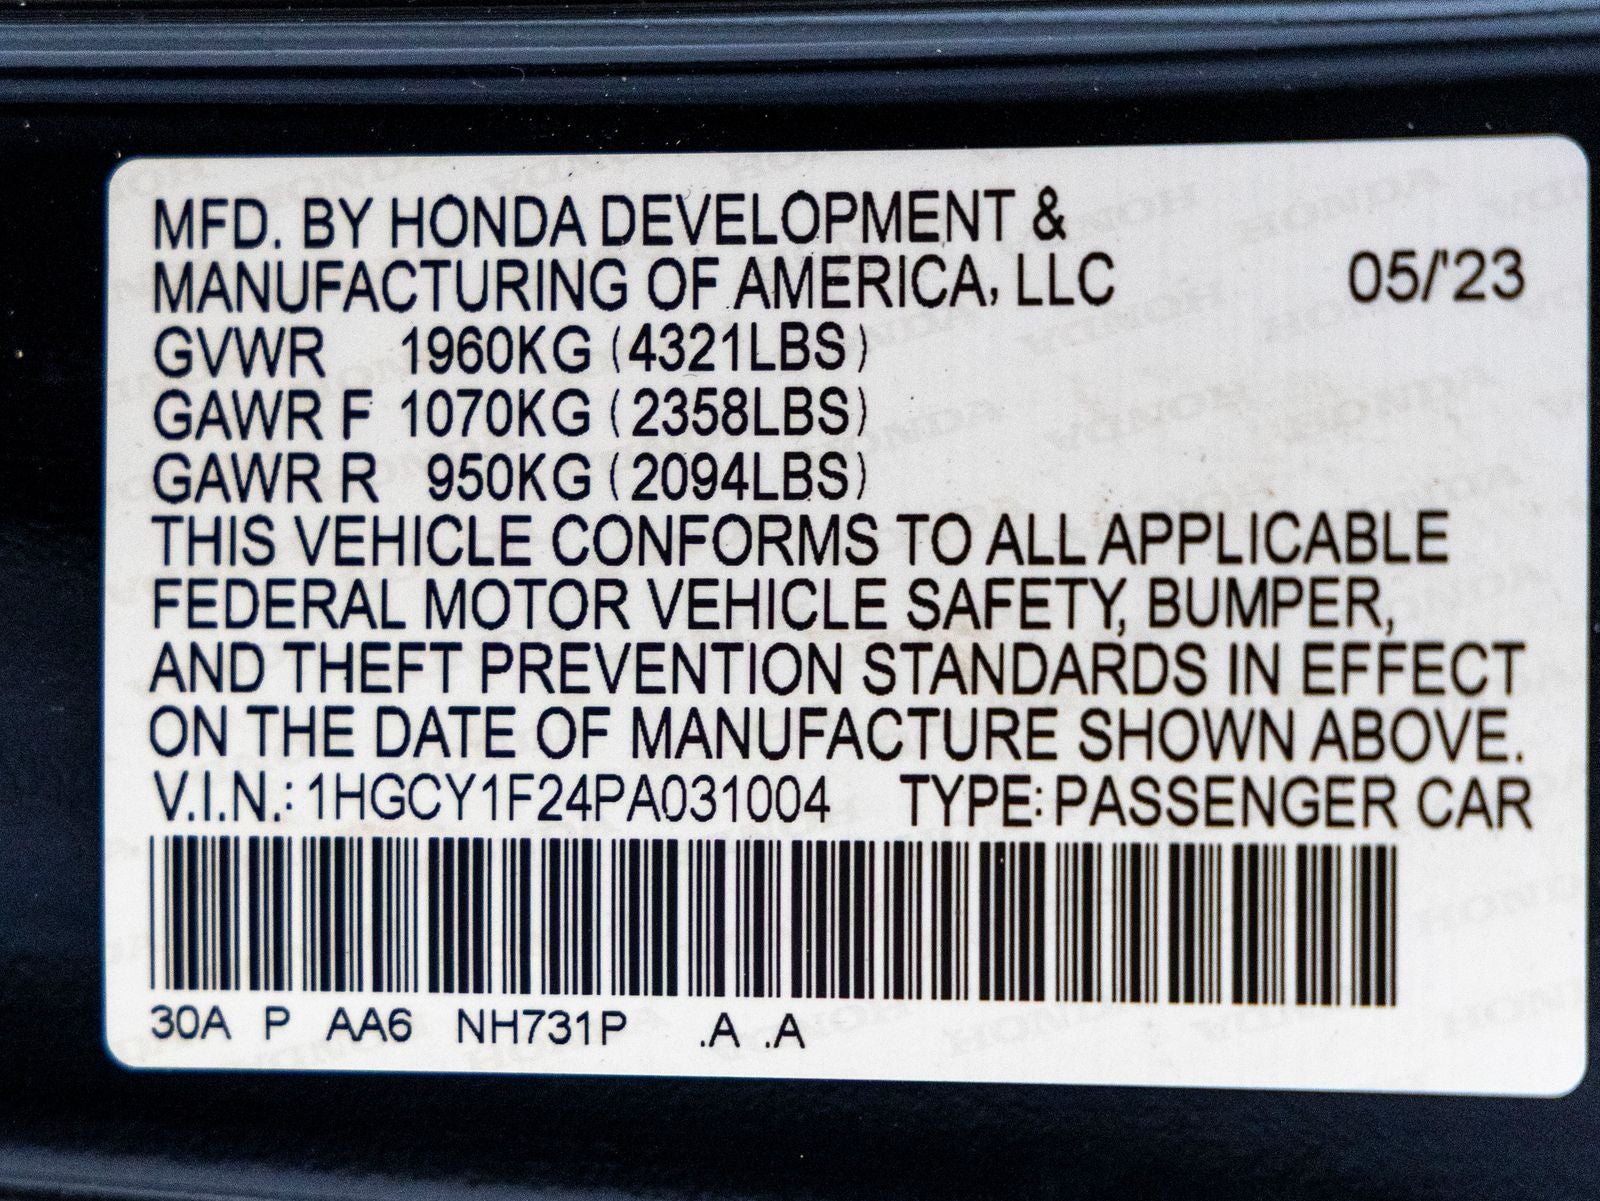 MFD. BY HONDA DEVELOPMENT &
MANUFACTURING OF AMERICA, LLC 05/'23
GVWR 1960KG (4321LBS)
GAWR F 1070KG (2358LBS)
GAWR R 950KG (2094LBS)
THIS VEHICLE CONFORMS TO ALL APPLICABLE
FEDERAL MOTOR VEHICLE SAFETY, BUMPER,
AND THEFT PREVENTION STANDARDS IN EFFECT
ON THE DATE OF MANUFACTURE SHOWN ABOVE.
V.I.N.: 1HGCY1F24PA031004 TYPE: PASSENGER CAR
30A P AA6 NH731P .A .A